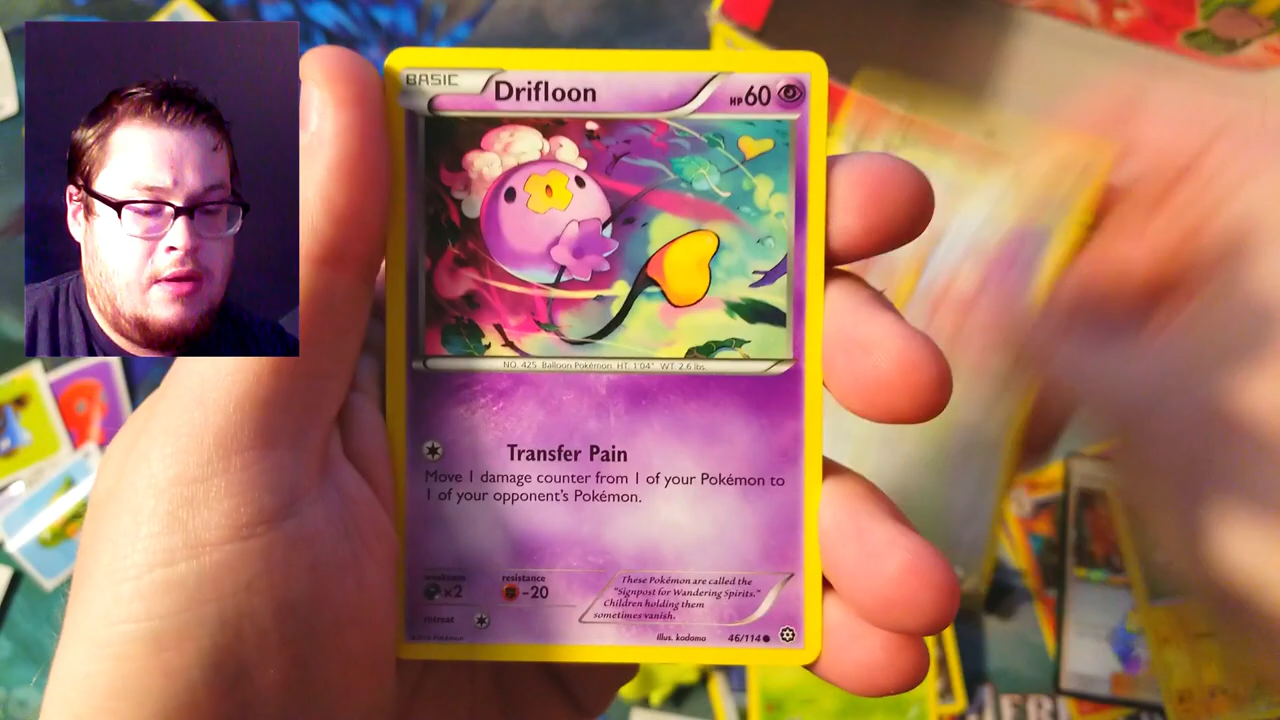 BASIC Drifloon HP60
NO. 425 Balloon Pokémon. HT. 1'04" WT. 2.6 lbs.
Transfer Pain
Move 1 damage counter from 1 of your Pokémon to
1 of your opponent's Pokémon.
weakness
×2
resistance
-20
retreat
These Pokémon are called the
"Signpost for Wandering Spirits."
Children holding them
sometimes vanish.
©2016 Pokémon
Illus. kodama
46/114